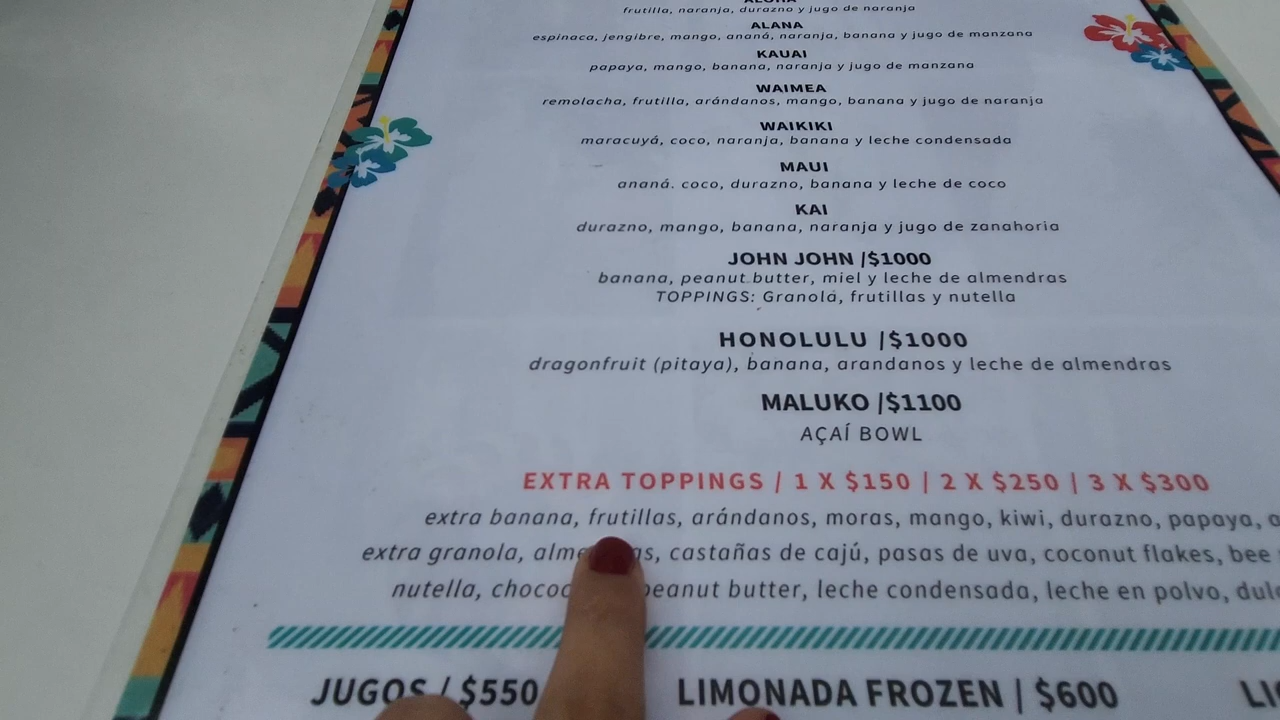 ALOHA
frutilla, naranja, durazno y jugo de naranja
ALANA
espinaca, jengibre, mango, ananá, naranja, banana y jugo de manzana
KAUAI
papaya, mango, banana, naranja y jugo de manzana
WAIMEA
remolacha, frutilla, arándanos, mango, banana y jugo de naranja
WAIKIKI
maracuyá, coco, naranja, banana y leche condensada
MAUI
ananá. coco, durazno, banana y leche de coco
KAI
durazno, mango, banana, naranja y jugo de zanahoria
JOHN JOHN |$1000
banana, peanut butter, miel y leche de almendras
TOPPINGS: Granola, frutillas y nutella
HONOLULU |$1000
dragonfruit (pitaya), banana, arandanos y leche de almendras
MALUKO |$1100
AÇAÍ BOWL
EXTRA TOPPINGS / 1 X $150 | 2 X $250 | 3 X $300
extra banana, frutillas, arándanos, moras, mango, kiwi, durazno, papaya,
extra granola, castañas de cajú, pasas de uva, coconut flakes, bee
nutella, peanut butter, leche condensada, leche en polvo,
JUGOS / $550 LIMONADA FROZEN | $600